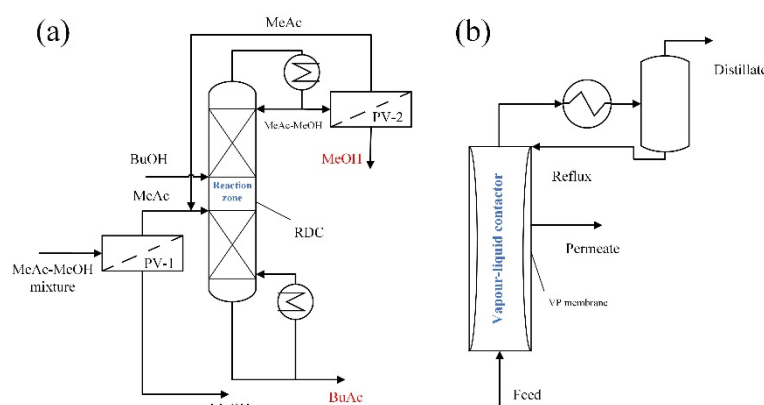 (a)
MeAc
MeAc-MeOH
PV-2
MeOH
BuOH
Reaction
zone
MeAc
RDC
MeAc-MeOH
mixture
PV-1
BuAc
(b)
Distillate
Reflux
Vapour-liquid contactor
Permeate
VP membrane
Feed